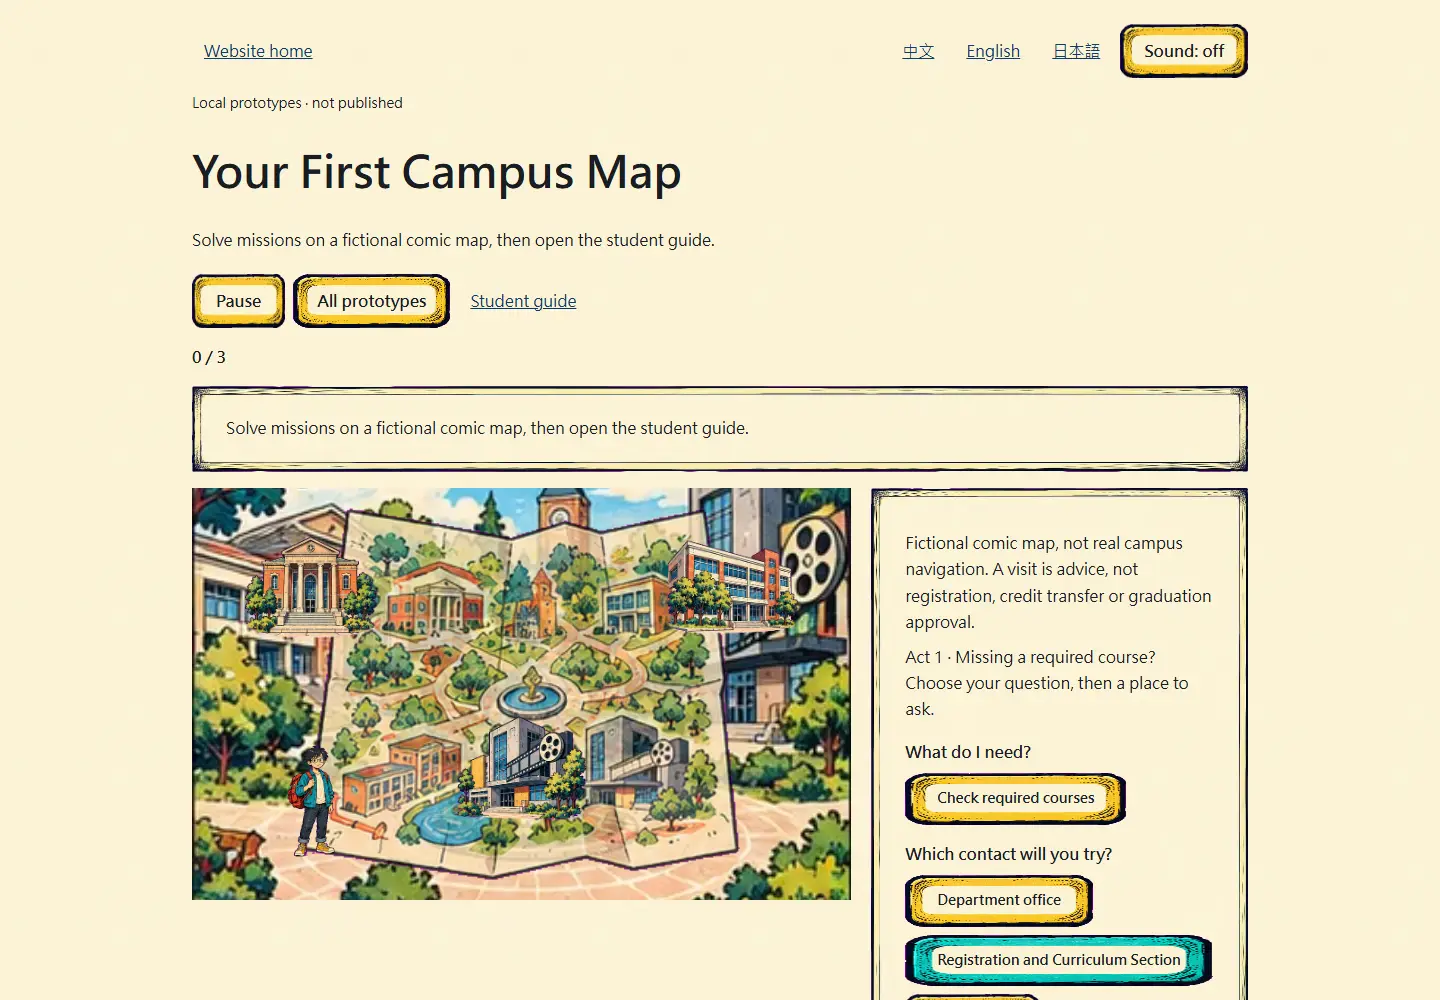 Website home
中文
English
日本語
Sound: off
Local prototypes · not published
Your First Campus Map
Solve missions on a fictional comic map, then open the student guide.
Pause
All prototypes
Student guide
0 / 3
Solve missions on a fictional comic map, then open the student guide.
Fictional comic map, not real campus
navigation. A visit is advice, not
registration, credit transfer or graduation
approval.
Act 1 · Missing a required course?
Choose your question, then a place to
ask.
What do I need?
Check required courses
Which contact will you try?
Department office
Registration and Curriculum Section